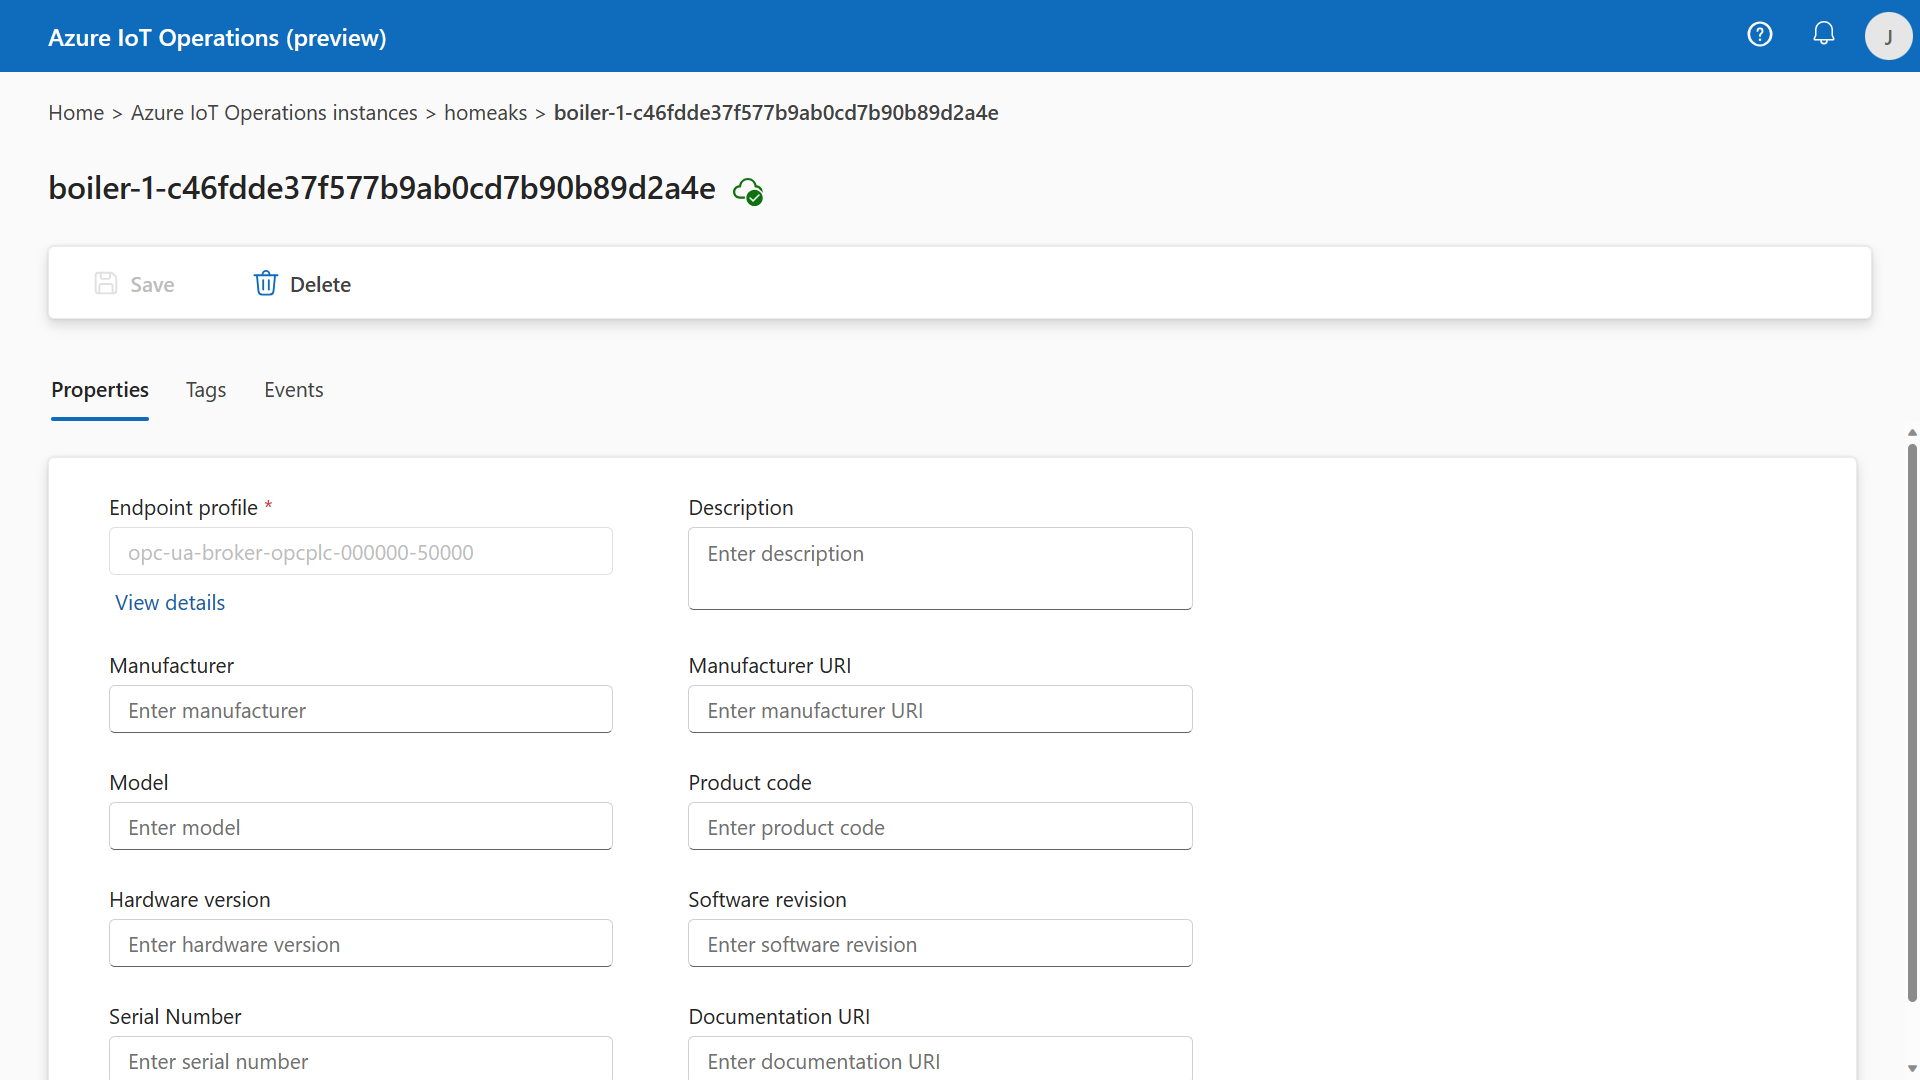 Azure IoT Operations (preview)
J
Home > Azure IoT Operations instances > homeaks > boiler-1-c46fdde37f577b9ab0cd7b90b89d2a4e
boiler-1-c46fdde37f577b9ab0cd7b90b89d2a4e
Save Delete
Properties Tags Events
Endpoint profile *
opc-ua-broker-opcplc-000000-50000
View details
Description
Enter description
Manufacturer
Enter manufacturer
Manufacturer URI
Enter manufacturer URI
Model
Enter model
Product code
Enter product code
Hardware version
Enter hardware version
Software revision
Enter software revision
Serial Number
Enter serial number
Documentation URI
Enter documentation URI